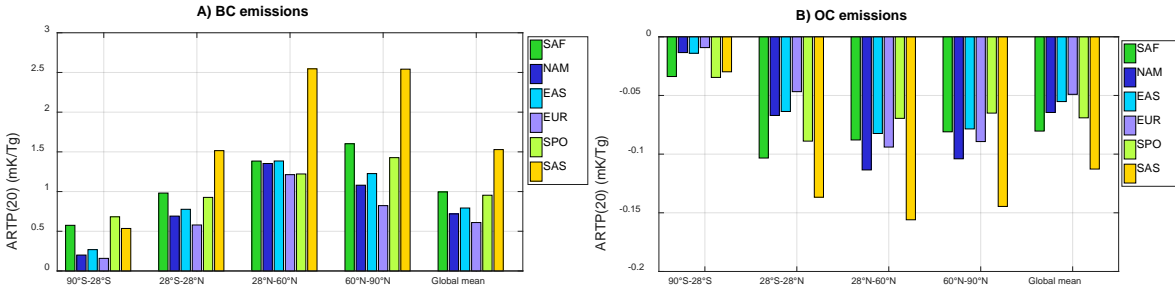 A) BC emissions
ARTP(20) (mK/Tg)
3
2.5
2
1.5
1
0.5
0
90°S-28°S 28°S-28°N 28°N-60°N 60°N-90°N Global mean
SAF
NAM
EAS
EUR
SPO
SAS
B) OC emissions
ARTP(20) (mK/Tg)
0
-0.05
-0.1
-0.15
-0.2
90°S-28°S 28°S-28°N 28°N-60°N 60°N-90°N Global mean
SAF
NAM
EAS
EUR
SPO
SAS